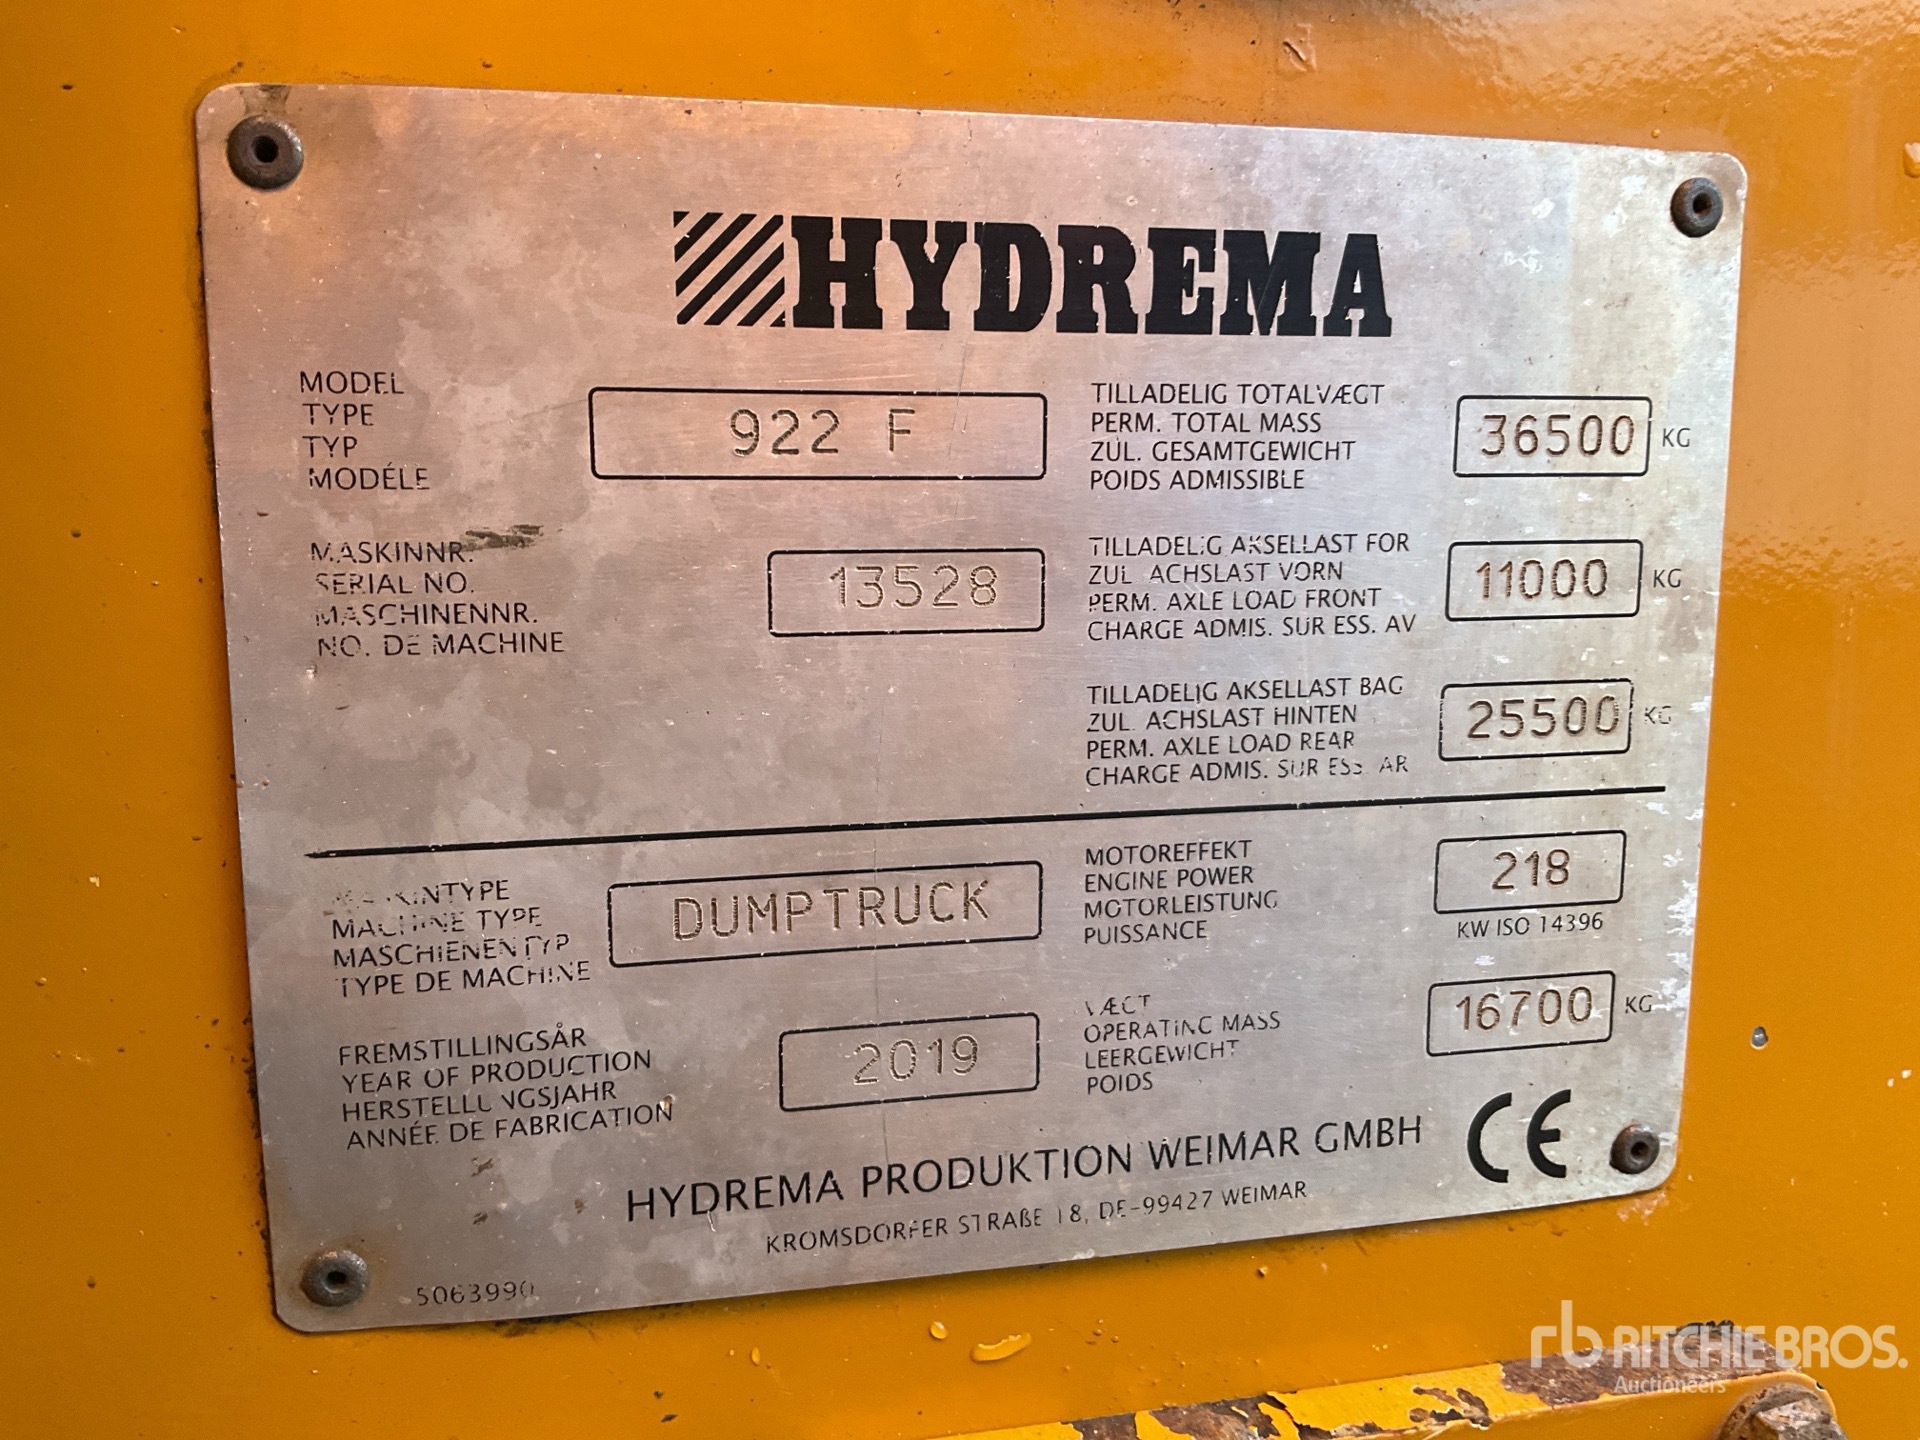 HYDREMA
MODEL
TYPE
TYP
MODÉLE
922 F
TILLADELIG TOTALVÆGT
PERM. TOTAL MASS
ZUL. GESAMTGEWICHT
POIDS ADMISSIBLE
36500 KG
MASKINNR.
SERIAL NO.
MASCHINENNR.
NO. DE MACHINE
13528
TILLADELIG AKSELLAST FOR
ZUL. ACHSLAST VORN
PERM. AXLE LOAD FRONT
CHARGE ADMIS. SUR ESS. AV
11000 KG
TILLADELIG AKSELLAST BAG
ZUL. ACHSLAST HINTEN
PERM. AXLE LOAD REAR
CHARGE ADMIS. SUR ESS. AR
25500 KG
MASKINTYPE
MACHINE TYPE
MASCHIENENTYP
TYPE DE MACHINE
DUMPTRUCK
MOTOREFFEKT
ENGINE POWER
MOTORLEISTUNG
PUISSANCE
218
KW ISO 14396
FREMSTILLINGSÅR
YEAR OF PRODUCTION
HERSTELLUNGSJAHR
ANNÉE DE FABRICATION
2019
VÆGT
OPERATING MASS
LEERGEWICHT
POIDS
16700 KG
HYDREMA PRODUKTION WEIMAR GMBH
KROMSDORFER STRAßE 18, DE-99427 WEIMAR
CE
5063990
rb RITCHIE BROS.
Auctioneers